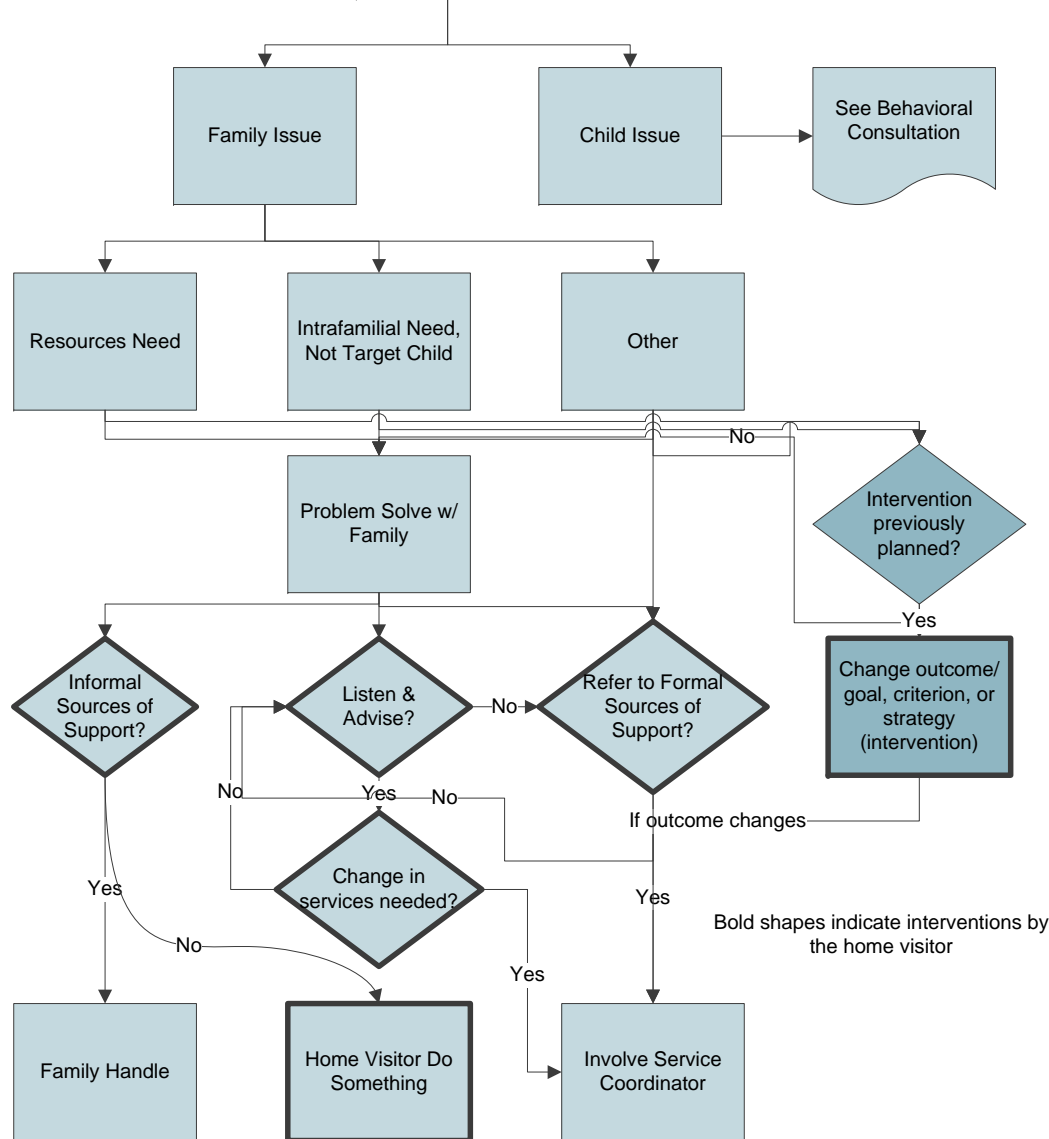 Family Issue
Child Issue
See Behavioral
Consultation
Resources Need
Intrafamilial Need,
Not Target Child
Other
No
Problem Solve w/
Family
Intervention
previously
planned?
Yes
Informal
Sources of
Support?
Listen &
Advise?
No
Refer to Formal
Sources of
Support?
Change outcome/
goal, criterion, or
strategy
(intervention)
No
Yes
No
If outcome changes
Yes
Change in
services needed?
Yes
Bold shapes indicate interventions by
the home visitor
No
Yes
Family Handle
Home Visitor Do
Something
Involve Service
Coordinator